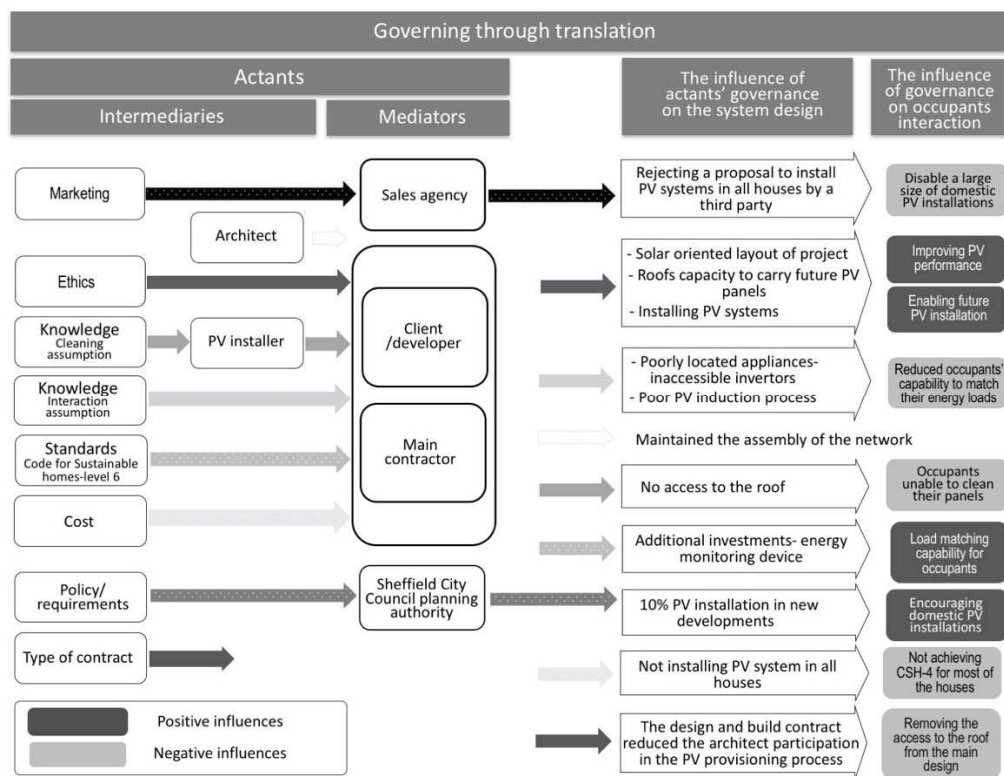 Governing through translation
Actants
Intermediaries
Mediators
The influence of
actants' governance
on the system design
The influence
of governance
on occupants
interaction
Marketing
Sales agency
Rejecting a proposal to install
PV systems in all houses by a
third party
Disable a large
size of domestic
PV installations
Architect
Ethics
- Solar oriented layout of project
- Roofs capacity to carry future PV
panels
- Installing PV systems
Improving PV
performance
Enabling future
PV installation
Knowledge
Cleaning
assumption
PV installer
Client
/developer
Knowledge
Interaction
assumption
- Poorly located appliances-
inaccessible invertors
- Poor PV induction process
Reduced occupants'
capability to match
their energy loads
Standards
Code for Sustainable
homes-level 6
Main
contractor
Maintained the assembly of the network
Cost
No access to the roof
Occupants
unable to clean
their panels
Additional investments- energy
monitoring device
Load matching
capability for
occupants
Policy/
requirements
Sheffield City
Council planning
authority
10% PV installation in new
developments
Encouraging
domestic PV
installations
Type of contract
Not installing PV system in all
houses
Not achieving
CSH-4 for most of
the houses
Positive influences
Negative influences
The design and build contract
reduced the architect participation
in the PV provisioning process
Removing the
access to the roof
from the main
design